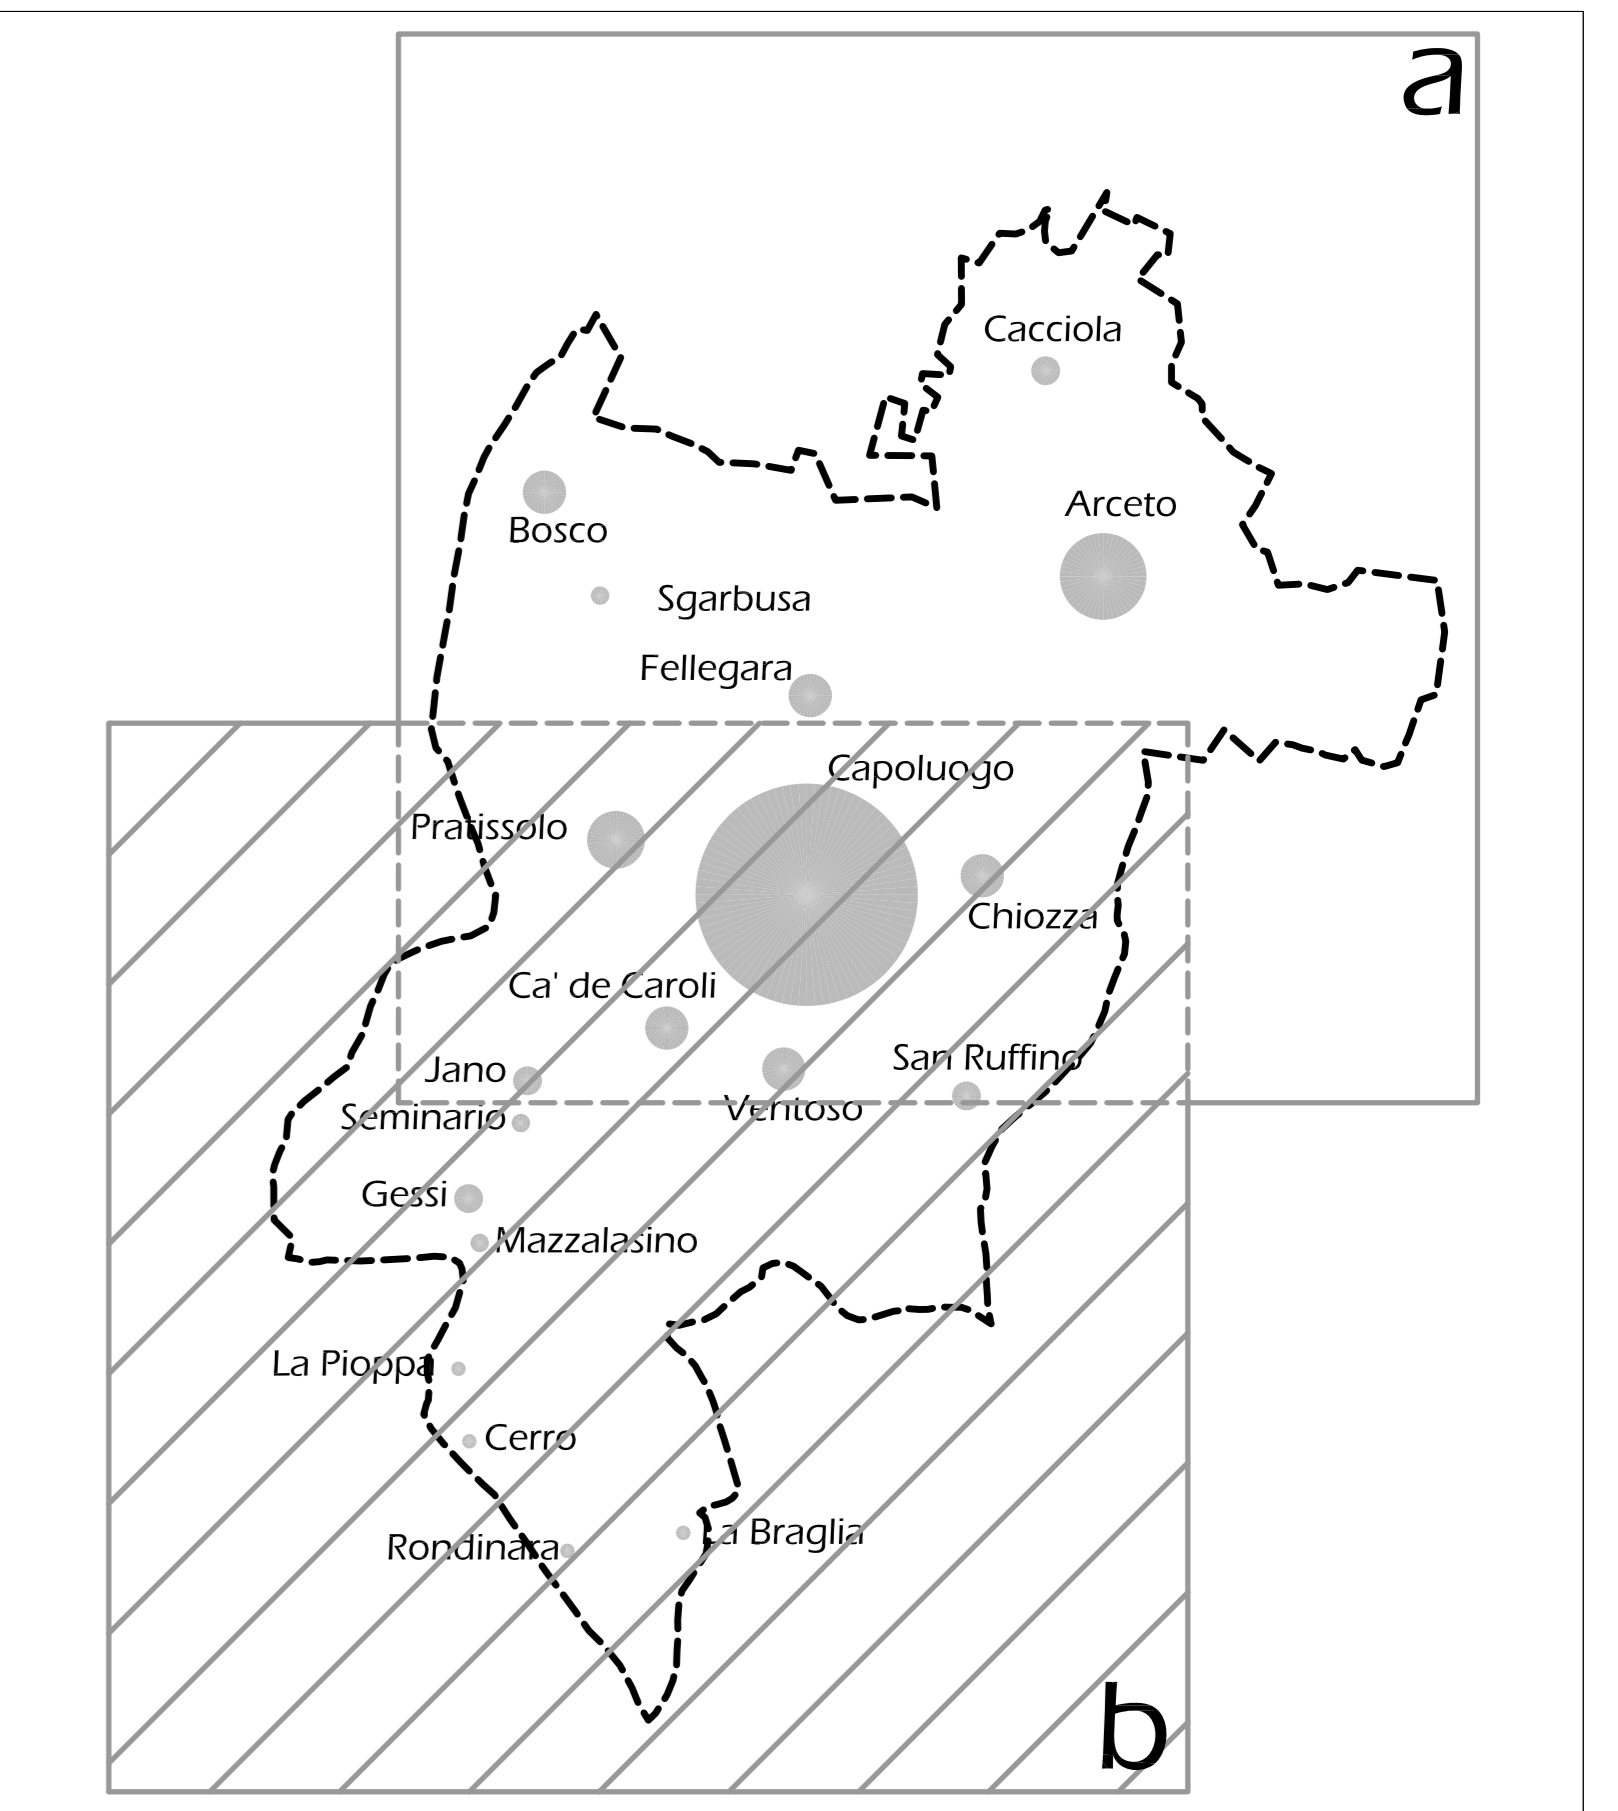 a
Cacciola
Arceto
Bosco
Sgarbusa
Fellegara
Capoluogo
Pratissolo
Chiozza
Ca' de Caroli
San Ruffino
Jano
Ventoso
Seminario
Gessi
Mazzalasino
La Pioppa
Cerro
La Braglia
Rondinara
b